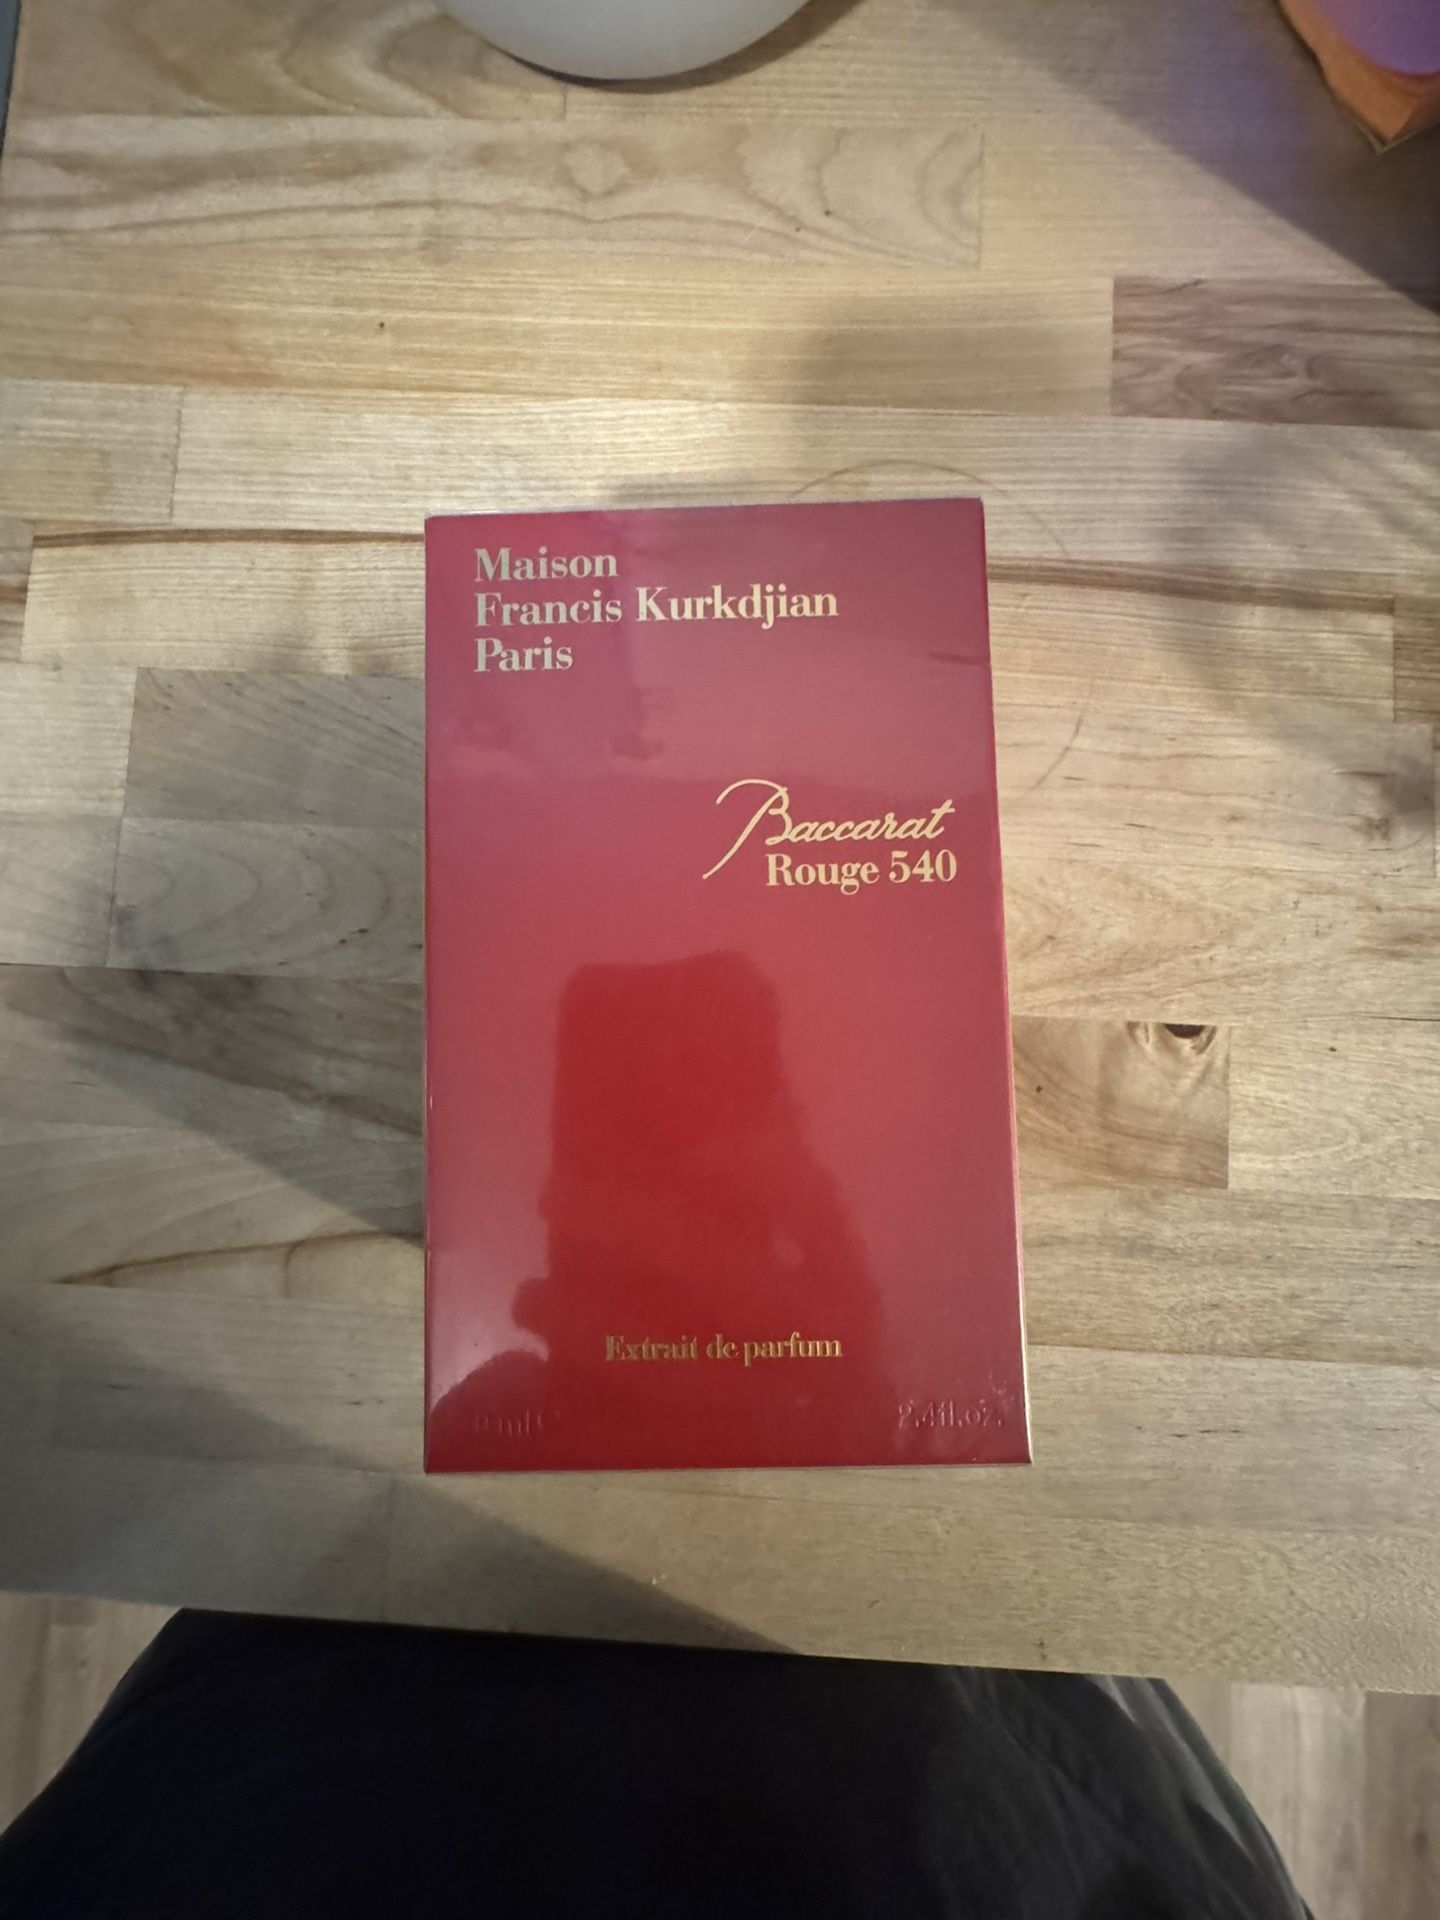 Maison
Francis Kurkdjian
Paris
Baccarat
Rouge 540
Extrait de parfum
2.4fl.oz.